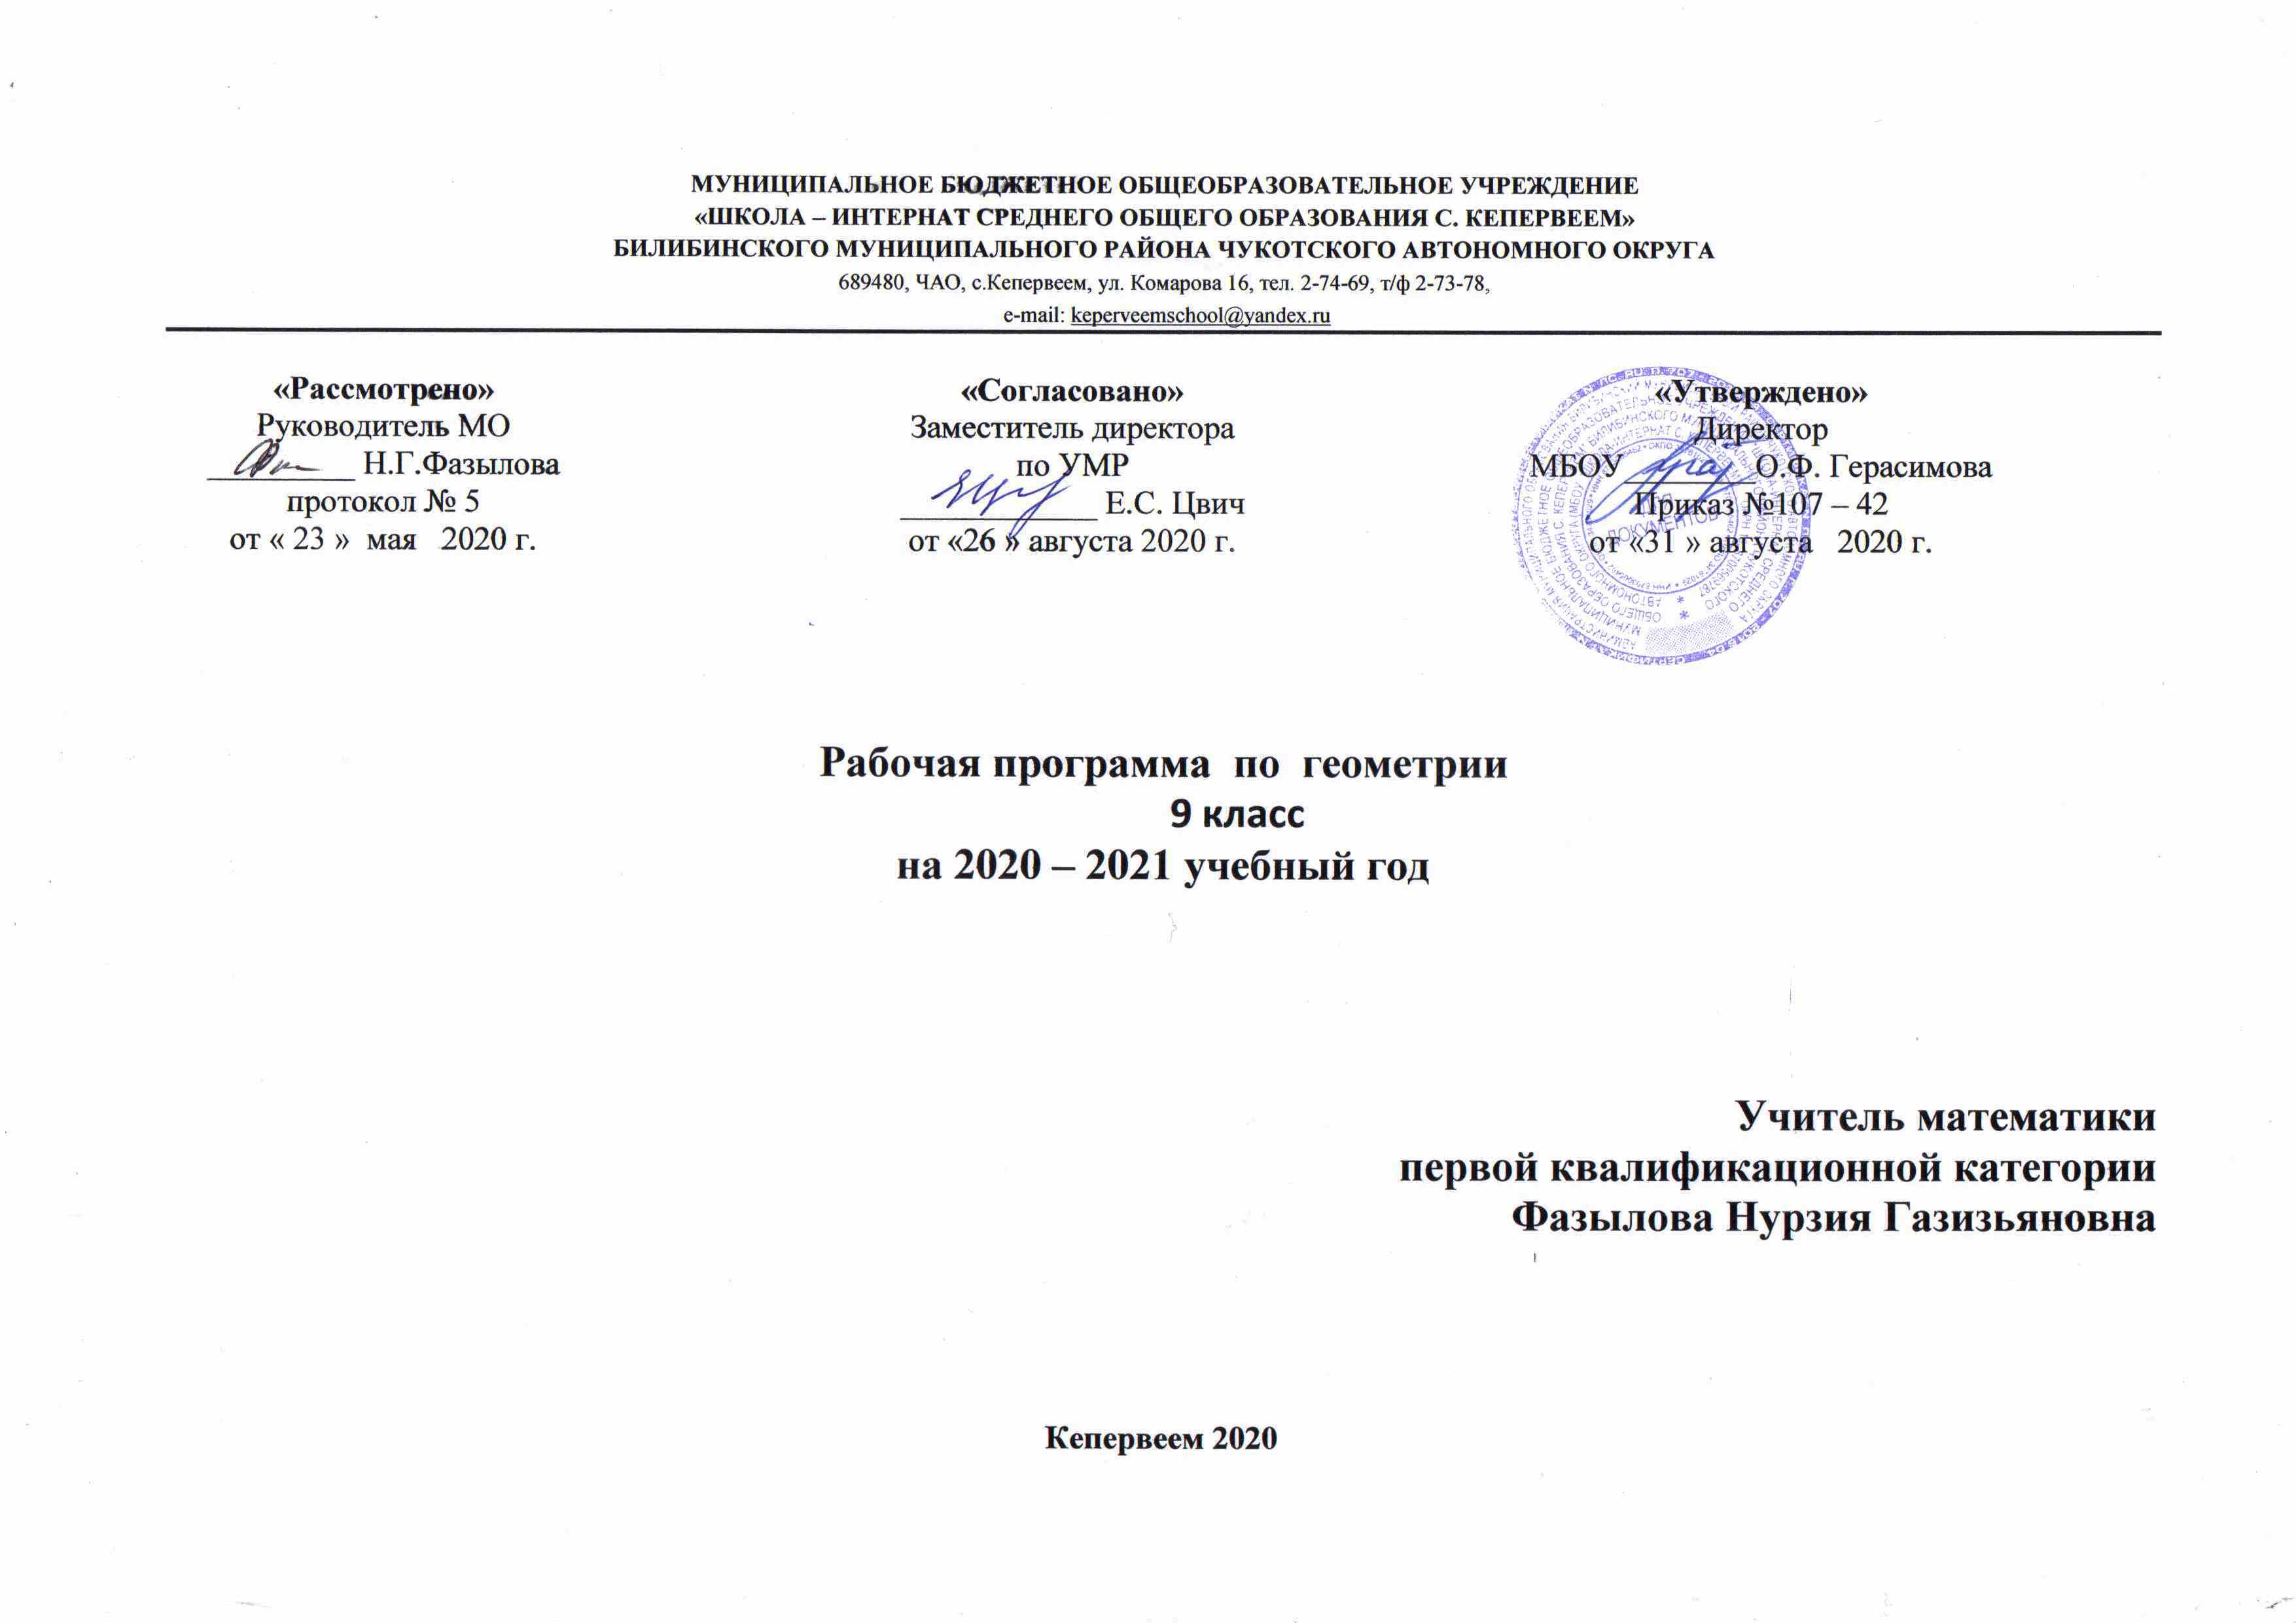 МУНИЦИПАЛЬНОЕ БЮДЖЕТНОЕ ОБЩЕОБРАЗОВАТЕЛЬНОЕ УЧРЕЖДЕНИЕ
«ШКОЛА – ИНТЕРНАТ СРЕДНЕГО ОБЩЕГО ОБРАЗОВАНИЯ С. КЕПЕРВЕЕМ»
БИЛИБИНСКОГО МУНИЦИПАЛЬНОГО РАЙОНА ЧУКОТСКОГО АВТОНОМНОГО ОКРУГА
689480, ЧАО, с.Кепервеем, ул. Комарова 16, тел. 2-74-69, т/ф 2-73-78,
e-mail: keperveemschool@yandex.ru
«Рассмотрено»
Руководитель МО
_________ Н.Г.Фазылова
протокол № 5
от « 23 » мая 2020 г.
«Согласовано»
Заместитель директора
по УМР
____________ Е.С. Цвич
от «26 » августа 2020 г.
«Утверждено»
Директор
МБОУ________О.Ф. Герасимова
Приказ №107 – 42
от «31 » августа 2020 г.
ДОКУМЕНТОВ
Рабочая программа по геометрии
9 класс
на 2020 – 2021 учебный год
Учитель математики
первой квалификационной категории
Фазылова Нурзия Газизьяновна
Кепервеем 2020